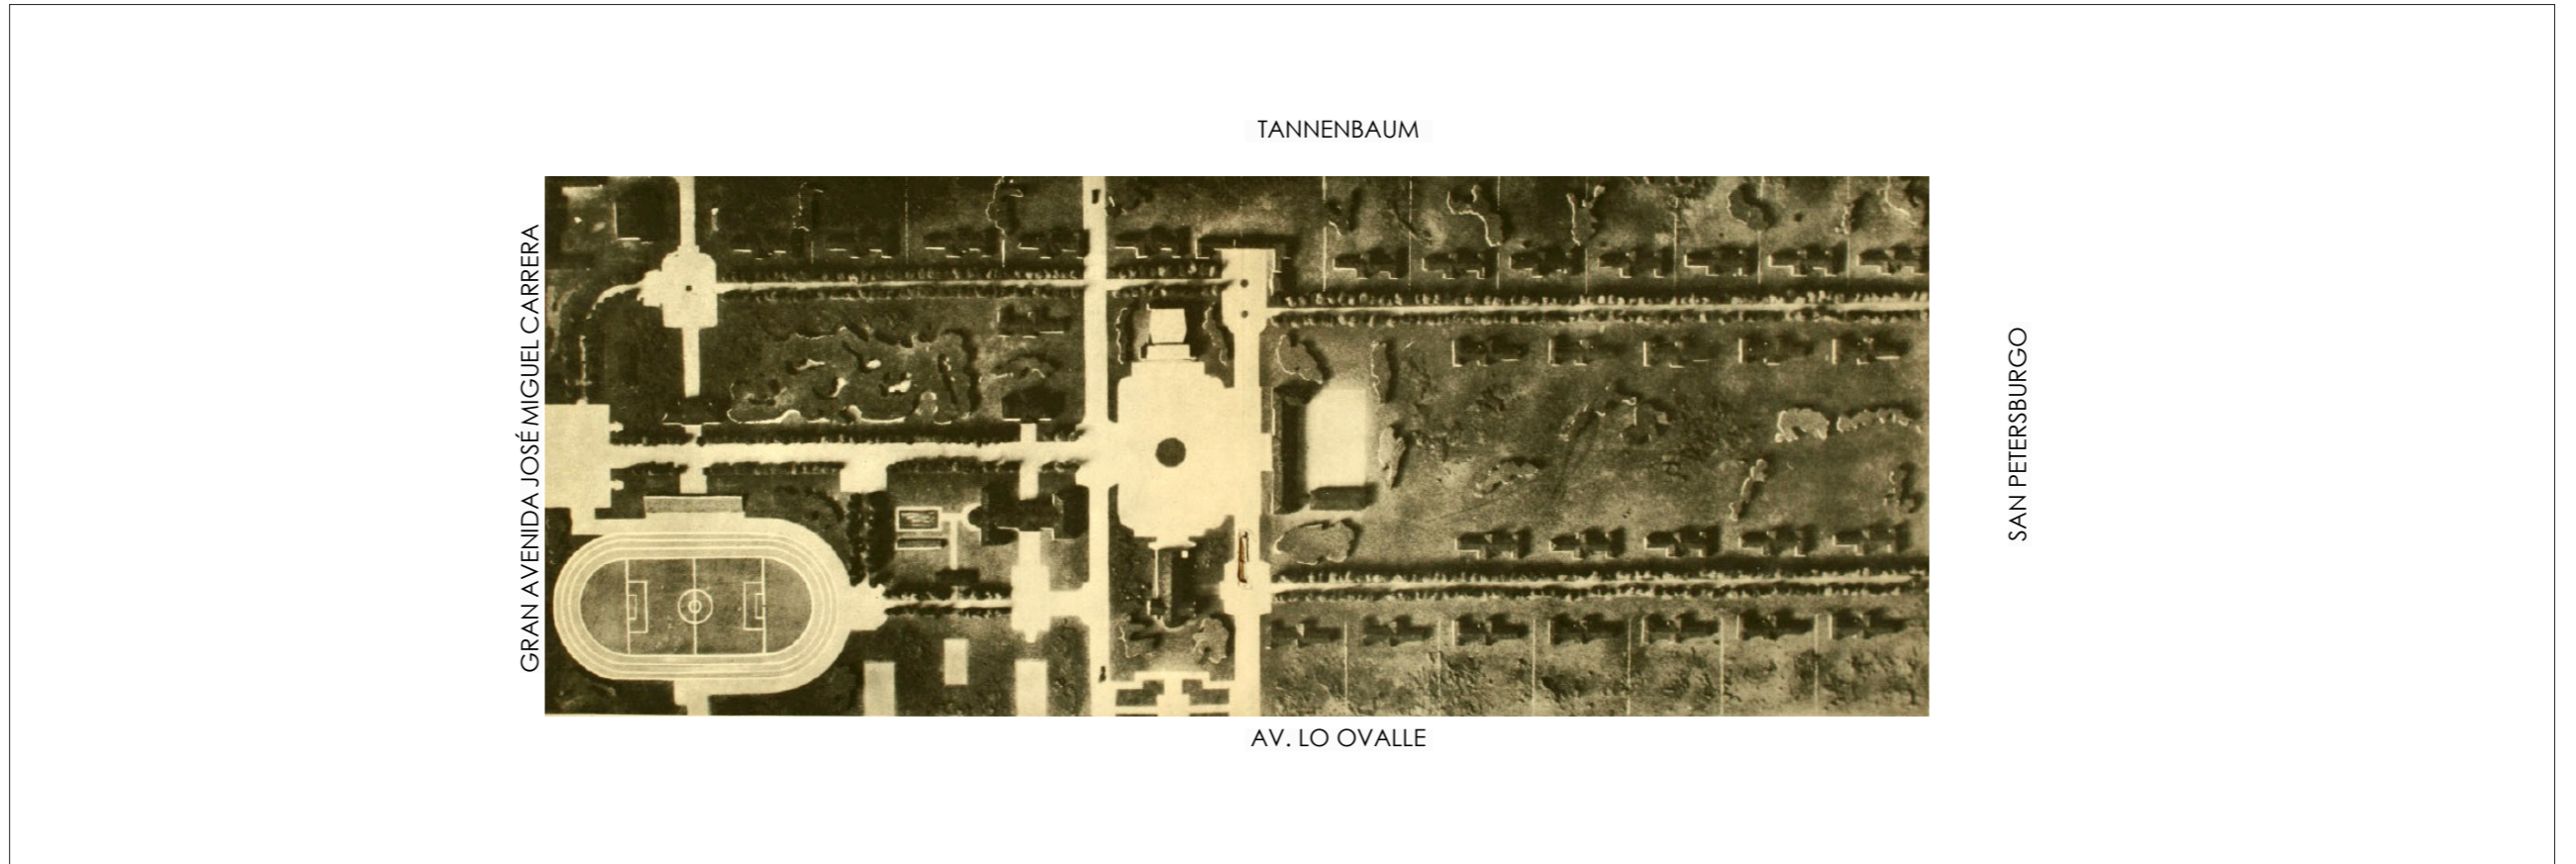 TANNENBAUM
GRAN AVENIDA JOSÉ MIGUEL CARRERA
SAN PETERSBURGO
AV. LO OVALLE